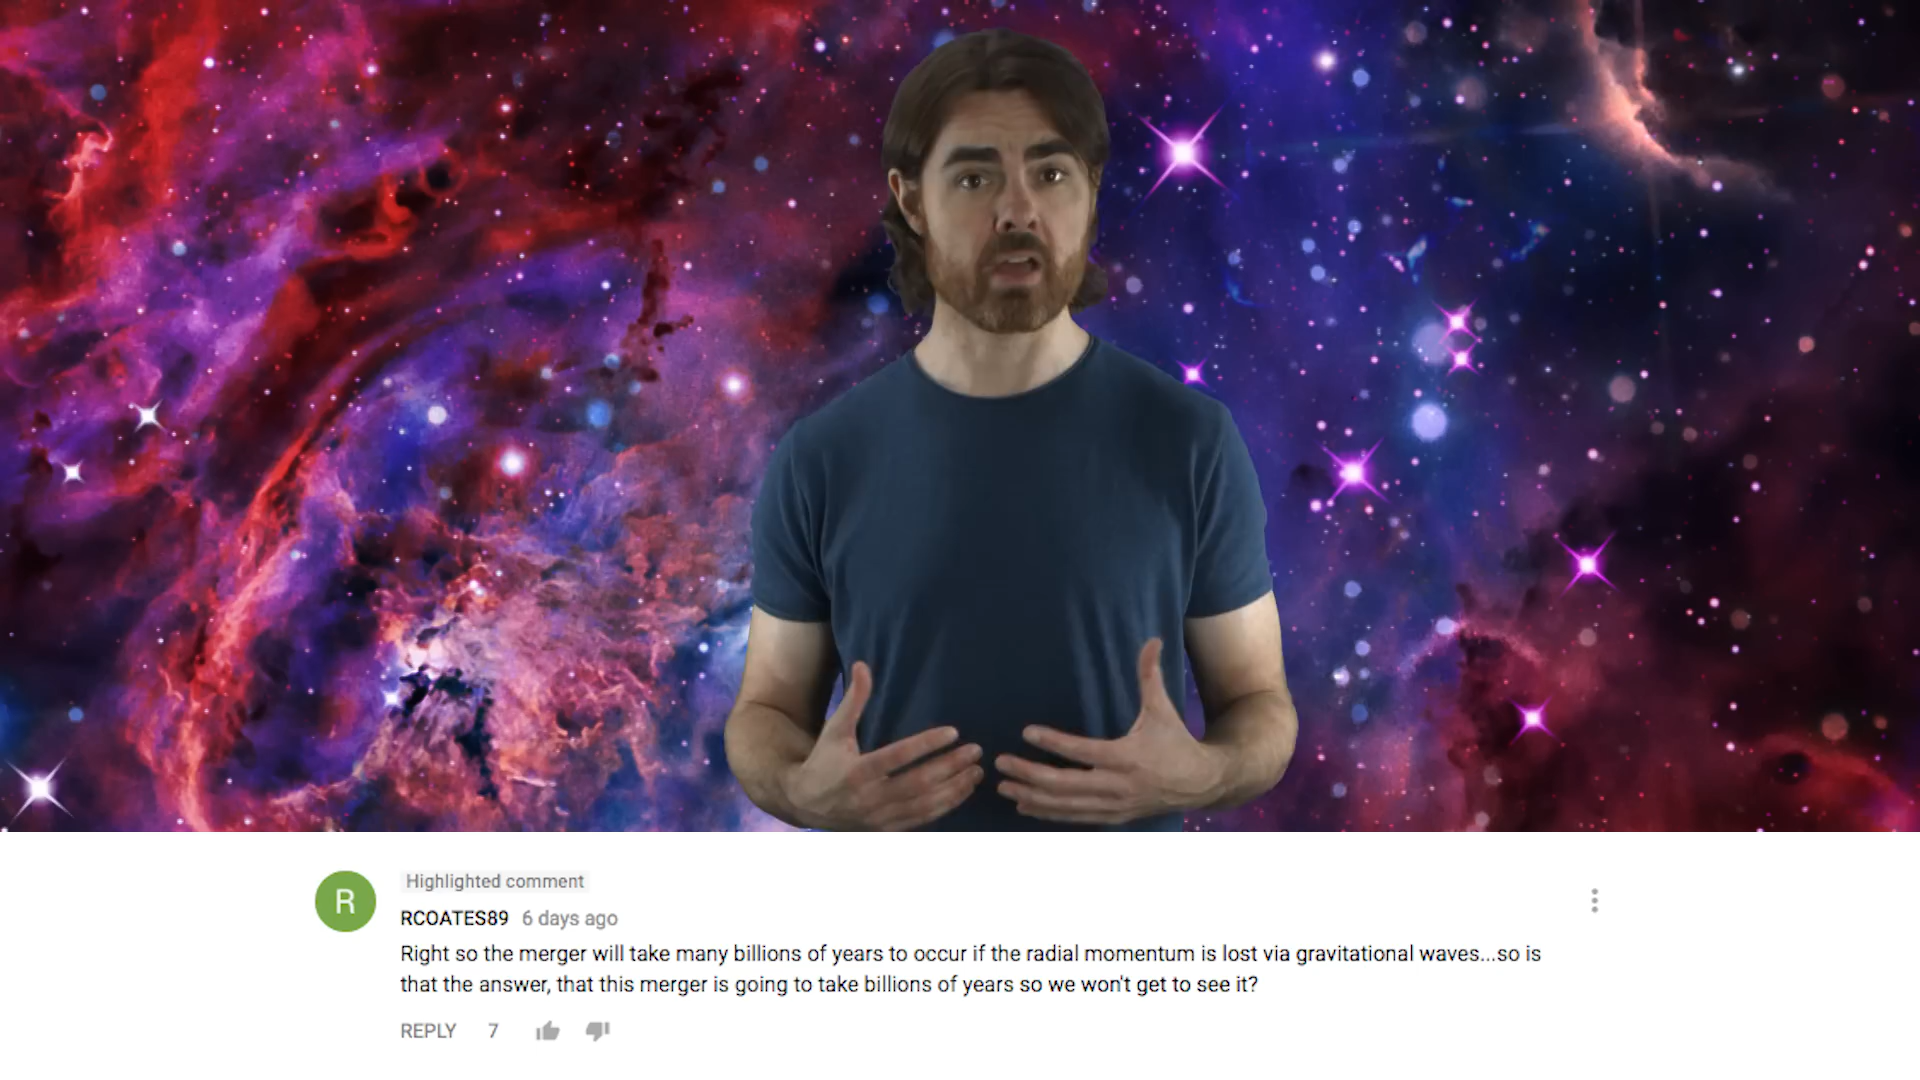 R
Highlighted comment
RCOATES89 6 days ago
Right so the merger will take many billions of years to occur if the radial momentum is lost via gravitational waves...so is
that the answer, that this merger is going to take billions of years so we won't get to see it?
REPLY 7